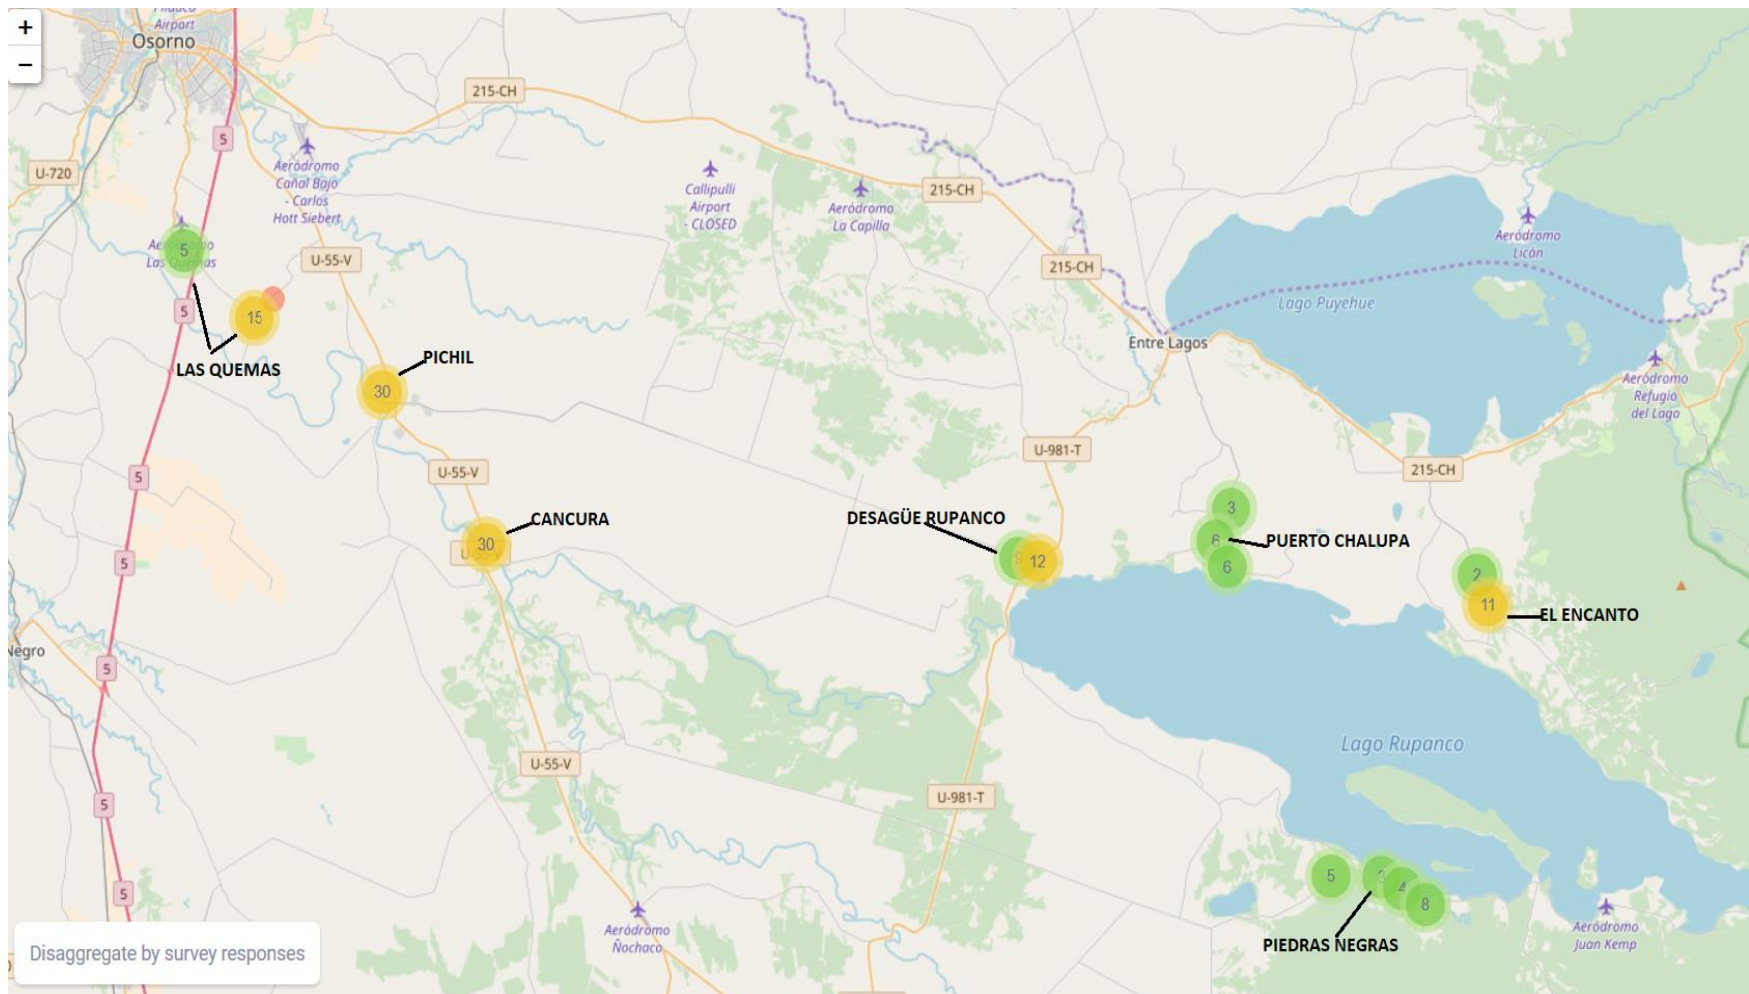 +
−
Airport
Osorno
215-CH
5
U-720
Aeródromo
Cañal Bajo
- Carlos
Hott Siebert
Callipulli
Airport
- CLOSED
Aeródromo
La Capilla
215-CH
Aeródromo
Licán
5
U-55-V
215-CH
Lago Puyehue
5
15
LAS QUEMAS
PICHIL
30
Entre Lagos
Aeródromo
Refugio
del Lago
U-981-T
215-CH
5
U-55-V
3
CANCURA
30
DESAGÜE RUPANCO
12
6
PUERTO CHALUPA
6
5
2
11
EL ENCANTO
Negro
5
Lago Rupanco
U-55-V
U-981-T
5
5
5
4
8
Aeródromo
Ñochaco
Aeródromo
Juan Kemp
PIEDRAS NEGRAS
Disaggregate by survey responses